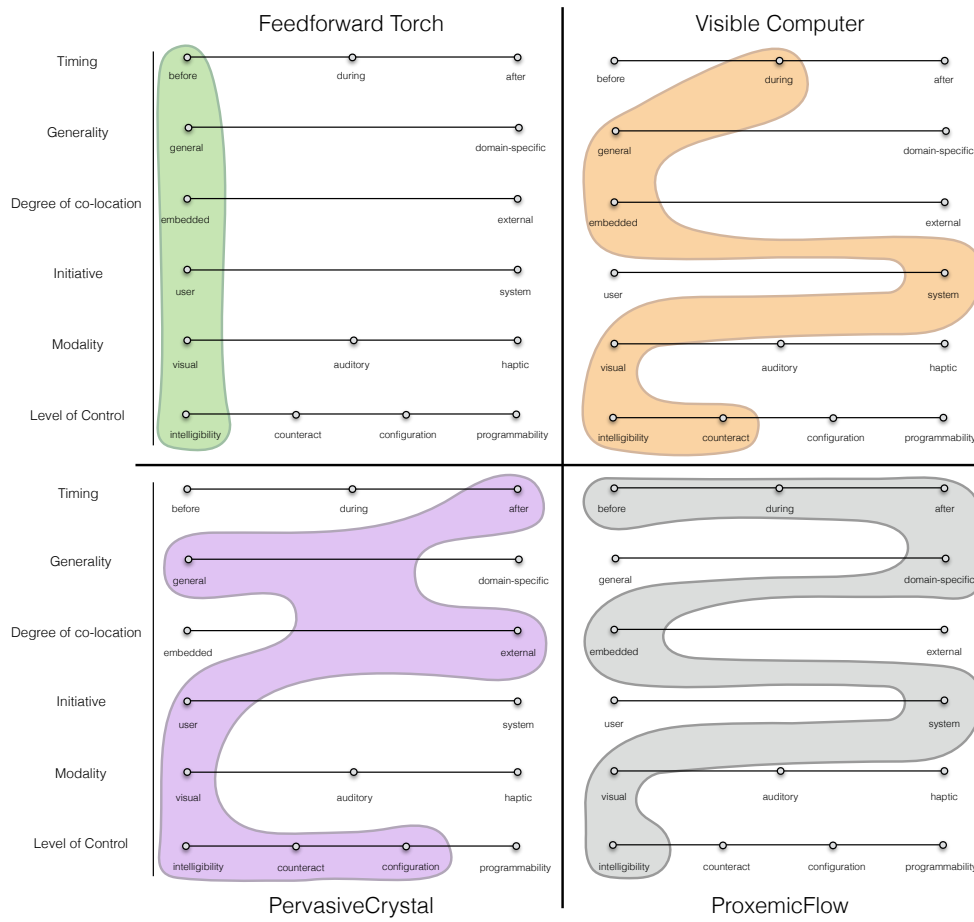 Feedforward Torch
Visible Computer
Timing
before during after
before during after
Generality
general domain-specific
general domain-specific
Degree of co-location
embedded external
embedded external
Initiative
user system
user system
Modality
visual auditory haptic
visual auditory haptic
Level of Control
intelligibility counteract configuration programmability
intelligibility counteract configuration programmability
Timing
before during after
before during after
Generality
general domain-specific
general domain-specific
Degree of co-location
embedded external
embedded external
Initiative
user system
user system
Modality
visual auditory haptic
visual auditory haptic
Level of Control
intelligibility counteract configuration programmability
intelligibility counteract configuration programmability
PervasiveCrystal
ProxemicFlow